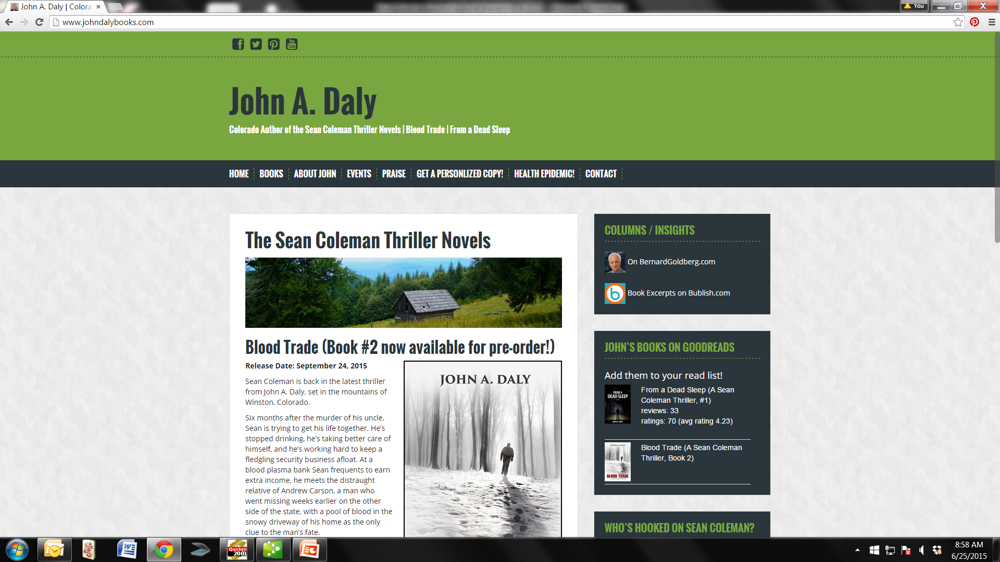 John A. Daly | Colora
You
www.johndalybooks.com
You
Tube
John A. Daly
Colorado Author of the Sean Coleman Thriller Novels | Blood Trade | From a Dead Sleep
HOME
BOOKS
ABOUT JOHN
EVENTS
PRAISE
GET A PERSONLIZED COPY!
HEALTH EPIDEMIC!
CONTACT
The Sean Coleman Thriller Novels
Blood Trade (Book #2 now available for pre-order!)
Release Date: September 24, 2015
Sean Coleman is back in the latest thriller
from John A. Daly, set in the mountains of
Winston, Colorado.
Six months after the murder of his uncle,
Sean is trying to get his life together. He’s
stopped drinking, he’s taking better care of
himself, and he’s working hard to keep a
fledgling security business afloat. At a
blood plasma bank Sean frequents to earn
extra income, he meets the distraught
relative of Andrew Carson, a man who
went missing weeks earlier on the other
side of the state, with a pool of blood in the
snowy driveway of his home as the only
clue to the man’s fate.
JOHN A. DALY
COLUMNS / INSIGHTS
On BernardGoldberg.com
b
Book Excerpts on Bublish.com
JOHN’S BOOKS ON GOODREADS
Add them to your read list!
FROM A
DEAD SLEEP
JOHN A. DALY
From a Dead Sleep (A Sean
Coleman Thriller, #1)
reviews: 33
ratings: 70 (avg rating 4.23)
JOHN A. DALY
BLOOD TRADE
Blood Trade (A Sean Coleman
Thriller, Book 2)
WHO’S HOOKED ON SEAN COLEMAN?
Quicken
2001
8:58 AM
6/25/2015